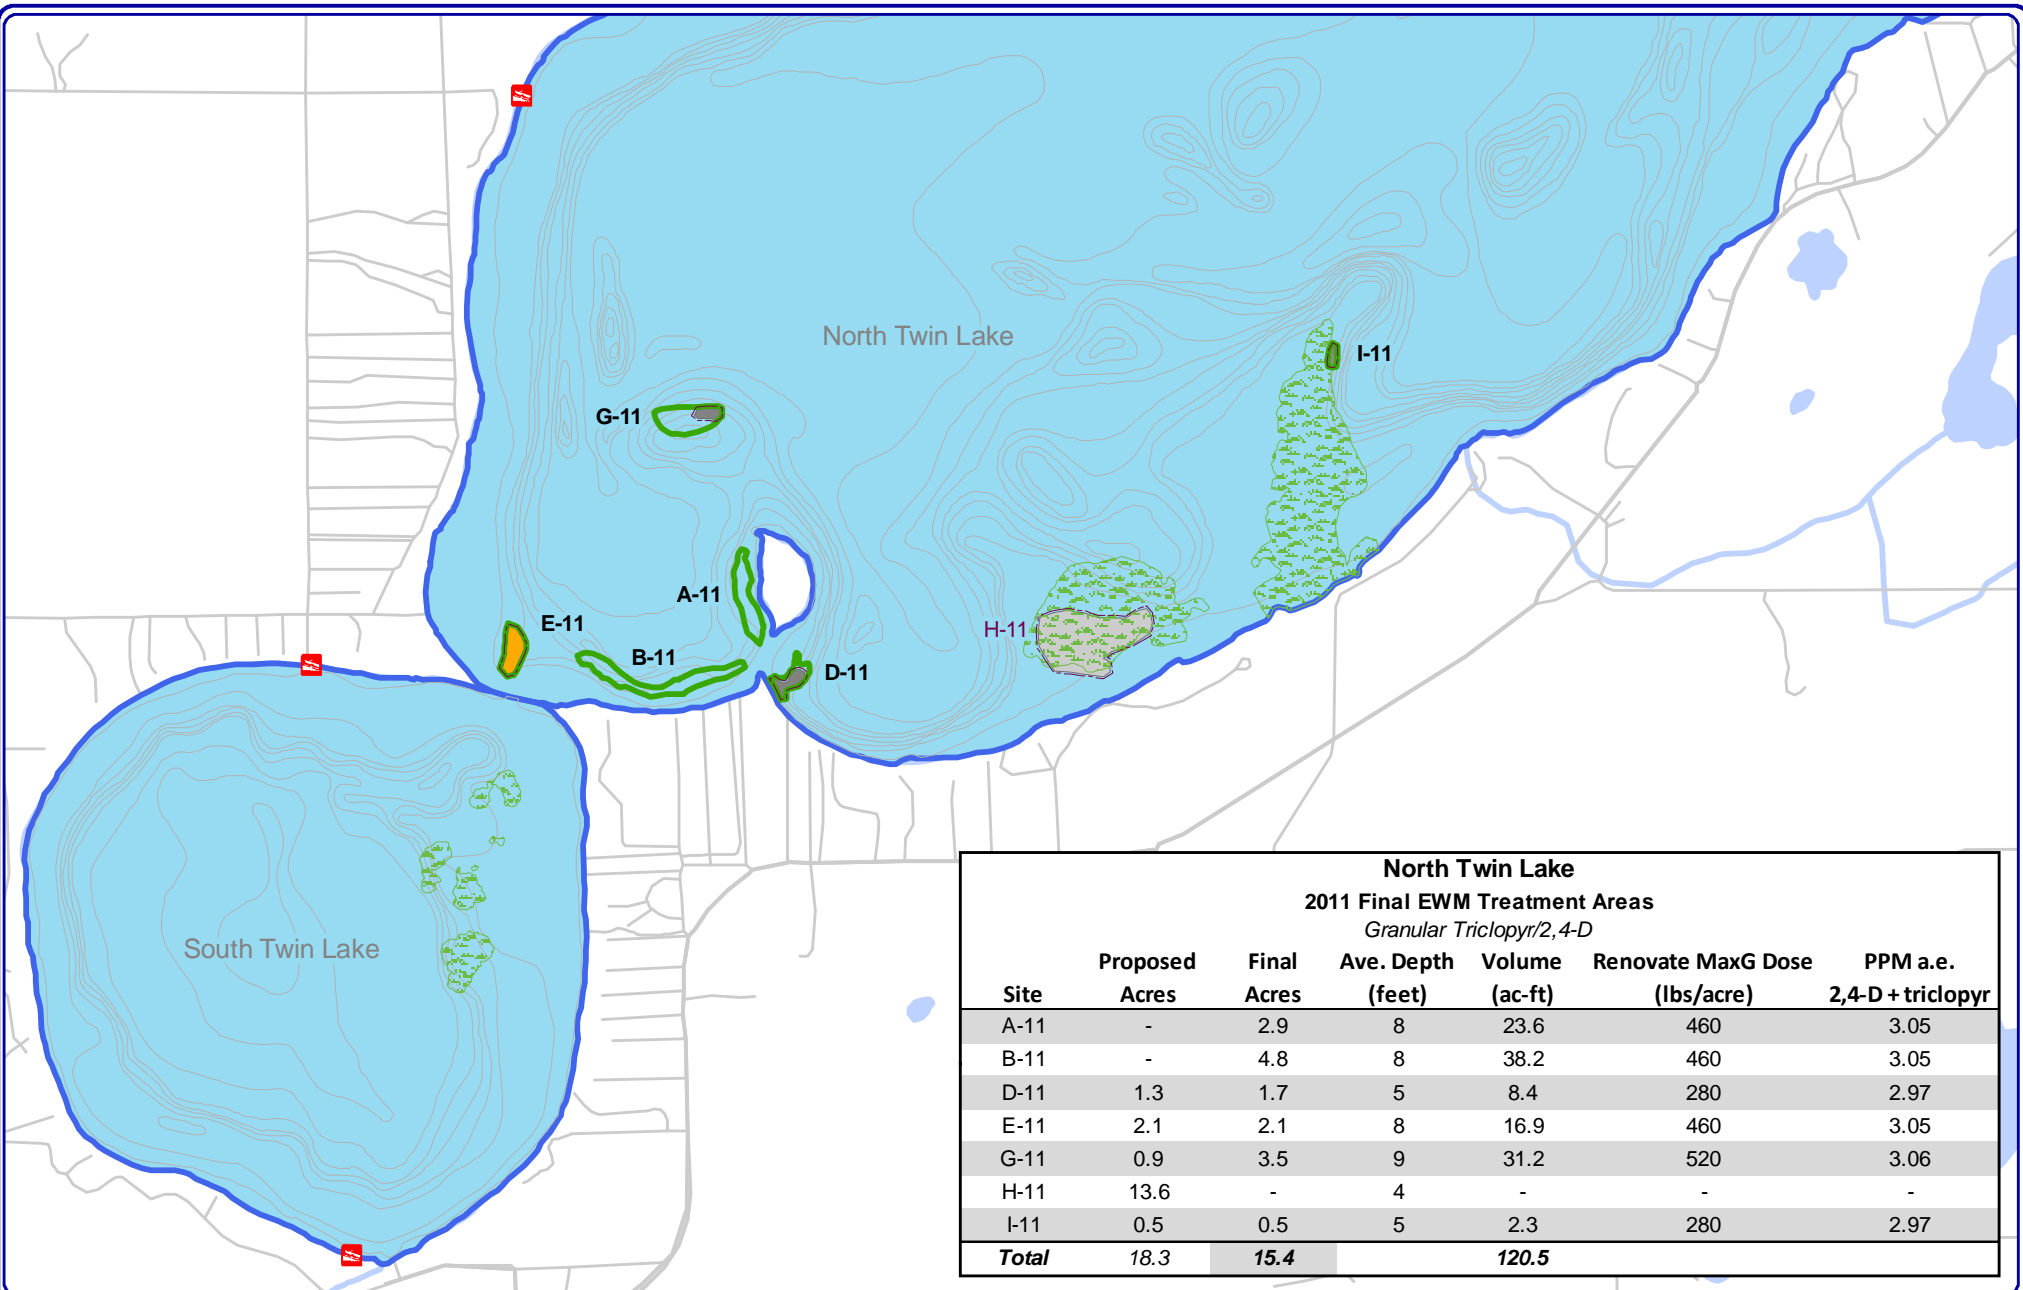 North Twin Lake
I-11
G-11
A-11
E-11
H-11
B-11
D-11
South Twin Lake
North Twin Lake
2011 Final EWM Treatment Areas
Granular Triclopyr/2,4-D
Proposed Final Ave. Depth Volume Renovate MaxG Dose PPM a.e.
Site Acres Acres (feet) (ac-ft) (lbs/acre) 2,4-D + triclopyr
A-11 - 2.9 8 23.6 460 3.05
B-11 - 4.8 8 38.2 460 3.05
D-11 1.3 1.7 5 8.4 280 2.97
E-11 2.1 2.1 8 16.9 460 3.05
G-11 0.9 3.5 9 31.2 520 3.06
H-11 13.6 - 4 - - -
I-11 0.5 0.5 5 2.3 280 2.97
Total 18.3 15.4 120.5